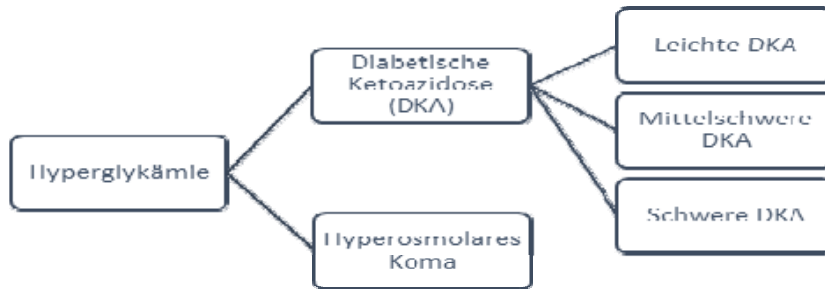 Hyperglykämie
Diabetische
Ketoazidose
(DKA)
Hyperosmolares
Koma
Leichte DKA
Mittelschwere
DKA
Schwere DKA